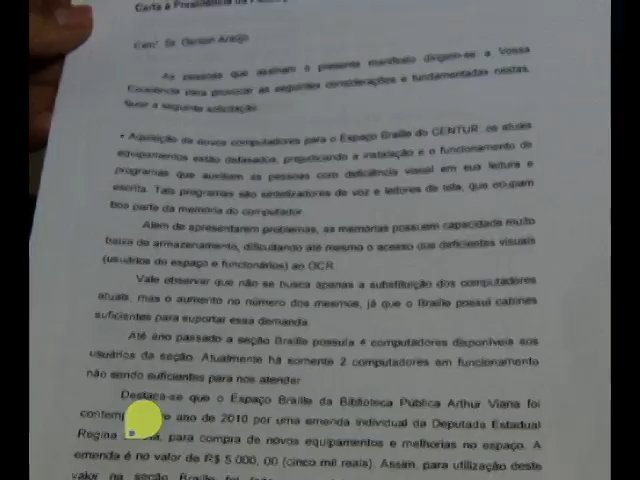 Carta à Presidência da
Exmº Sr. Gerson Araújo
As pessoas que assinam o presente manifesto dirigem-se a Vossa
Excelência para provocar as seguintes considerações e fundamentadas nestas,
fazer a seguinte solicitação:
+ Aquisição de novos computadores para o Espaço Braille do CENTUR, os atuais
equipamentos estão defasados, prejudicando a instalação e o funcionamento de
programas que auxiliam as pessoas com deficiência visual em sua leitura e
escrita. Tais programas são sintetizadores de voz e leitores de tela, que ocupam
boa parte da memória do computador.
Além de apresentarem problemas, as memórias possuem capacidade muito
baixa de armazenamento, dificultando até mesmo o acesso dos deficientes visuais
(usuários do espaço e funcionários) ao OCR.
Vale observar que não se busca apenas a substituição dos computadores
atuais, mas o aumento no número dos mesmos, já que o Braille possui cabines
suficientes para suportar essa demanda.
Até ano passado a seção Braille possuía 4 computadores disponíveis aos
usuários da seção. Atualmente há somente 2 computadores em funcionamento
não sendo suficientes para nos atender.
Destaca-se que o Espaço Braille da Biblioteca Pública Arthur Viana foi
ano de 2010 por uma emenda individual da Deputada Estadual
Regina para compra de novos equipamentos e melhorias no espaço. A
emenda é no valor de R$ 5.000, 00 (cinco mil reais). Assim, para utilização deste
valor na seção Braille foi